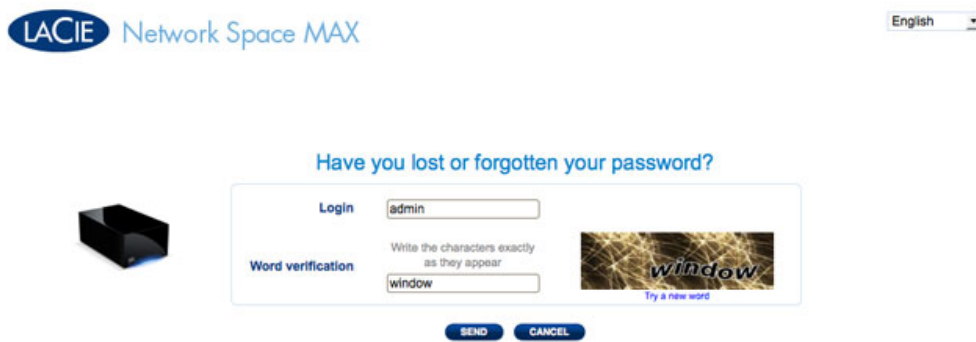 LACIE Network Space MAX
English
Have you lost or forgotten your password?
Login
admin
Write the characters exactly
as they appear
Word verification
window
window
Try a new word
SEND
CANCEL